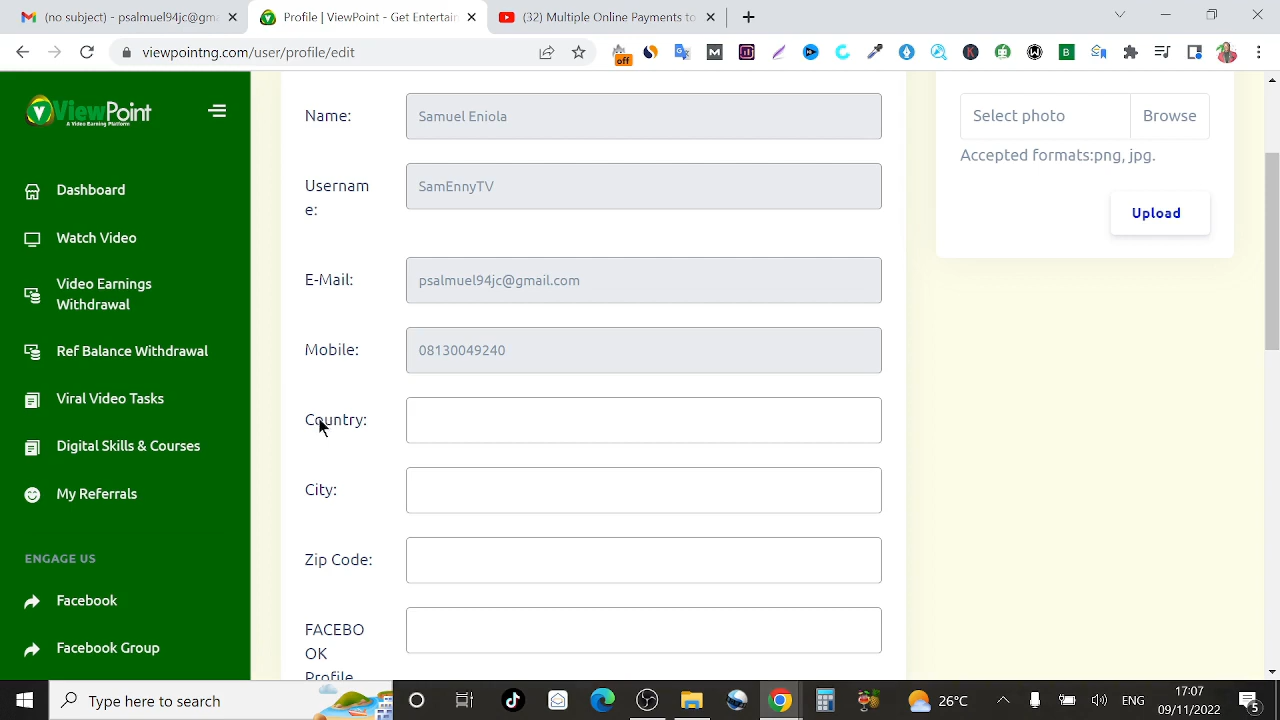 (no subject) - psalmuel94jc@gm
Profile | ViewPoint - Get Entertain
(32) Multiple Online Payments to
viewpointng.com/user/profile/edit
off
ViewPoint
A Video Earning Platform
Dashboard
Watch Video
Video Earnings
Withdrawal
Ref Balance Withdrawal
Viral Video Tasks
Digital Skills & Courses
My Referrals
ENGAGE US
Facebook
Facebook Group
Name:
Samuel Eniola
Usernam
e:
SamEnnyTV
E-Mail:
psalmuel94jc@gmail.com
Mobile:
08130049240
Country:
City:
Zip Code:
FACEBO
OK
Profile
Select photo
Browse
Accepted formats:png, jpg.
Upload
Type here to search
26°C
ENG
17:07
09/11/2022
5